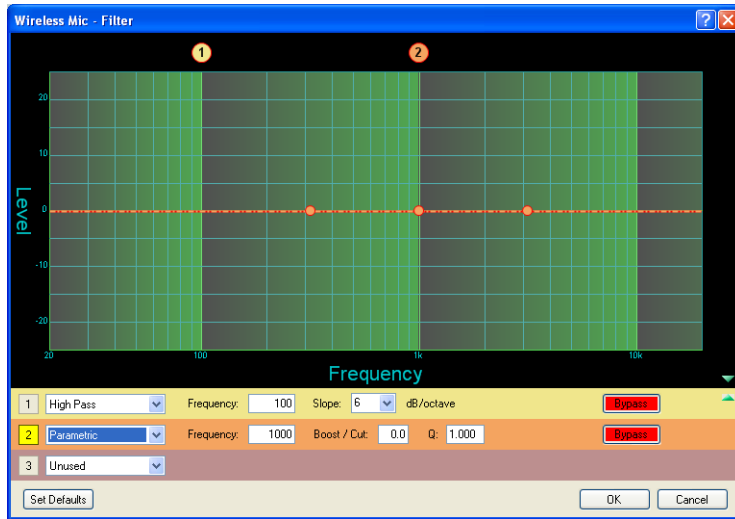 Wireless Mic - Filter
?
1 2
20
10
0
-10
-20
Level
20 100 1k 10k
Frequency
1 High Pass Frequency: 100 Slope: 6 dB/octave Bypass
2 Parametric Frequency: 1000 Boost / Cut: 0.0 Q: 1.000 Bypass
3 Unused
Set Defaults OK Cancel